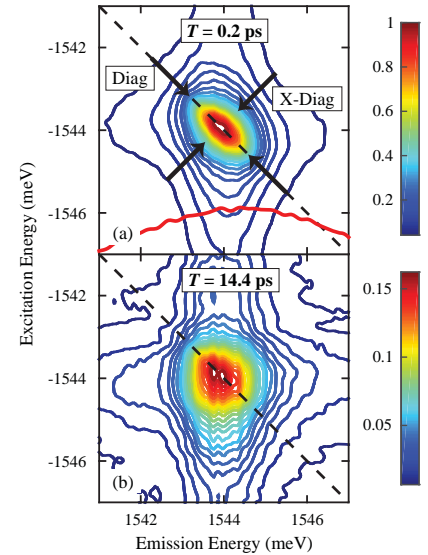 T = 0.2 ps
Diag
X-Diag
(a)
-1542
-1544
-1546
1
0.8
0.6
0.4
0.2
Excitation Energy (meV)
T = 14.4 ps
(b)
-1542
-1544
-1546
0.15
0.1
0.05
1542
1544
1546
Emission Energy (meV)